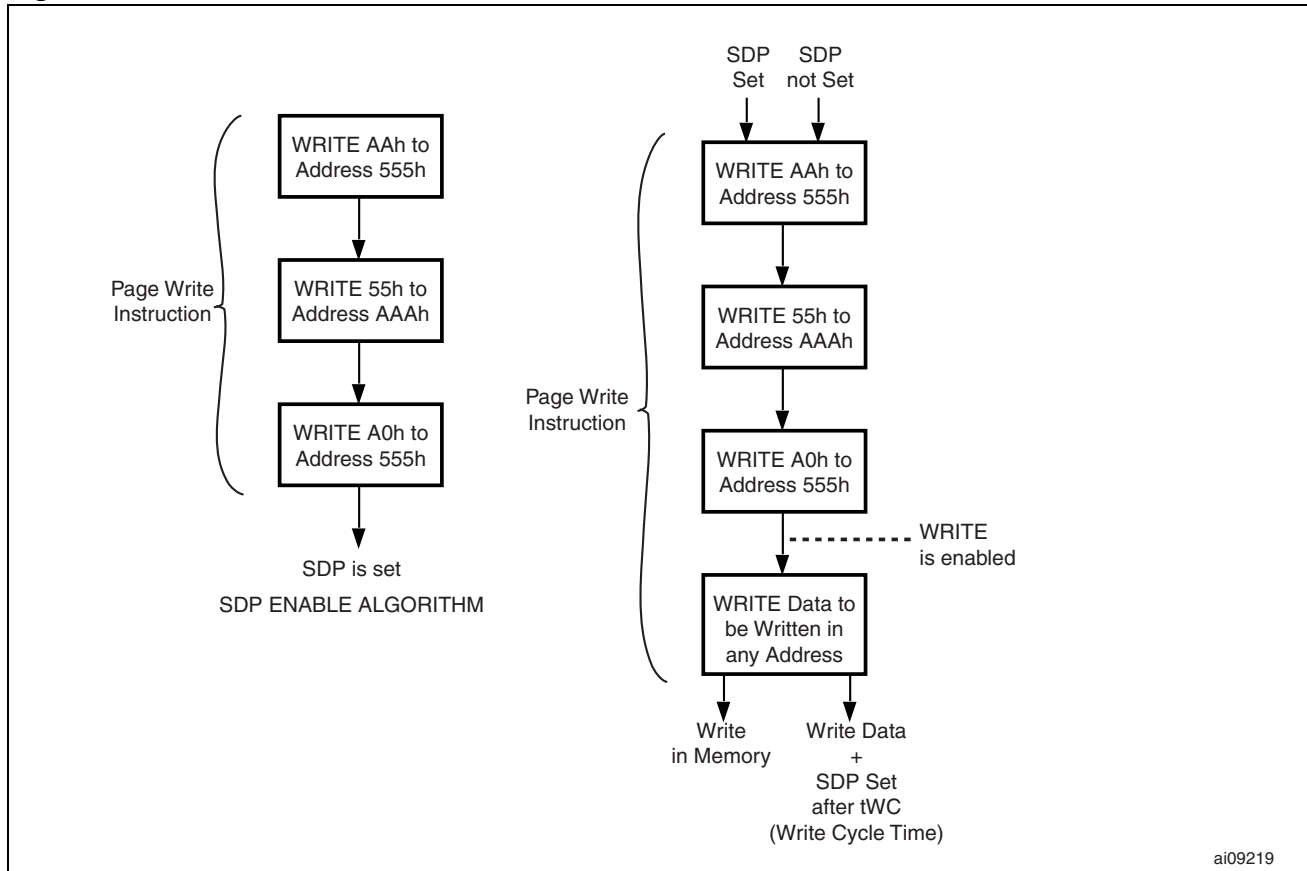 WRITE AAh to
Address 555h
Page Write
Instruction
WRITE 55h to
Address AAAh
WRITE A0h to
Address 555h
SDP is set
SDP ENABLE ALGORITHM
SDP
Set
SDP
not Set
WRITE AAh to
Address 555h
Page Write
Instruction
WRITE 55h to
Address AAAh
WRITE A0h to
Address 555h
WRITE
is enabled
WRITE Data to
be Written in
any Address
Write
in Memory
Write Data
+
SDP Set
after tWC
(Write Cycle Time)
ai09219